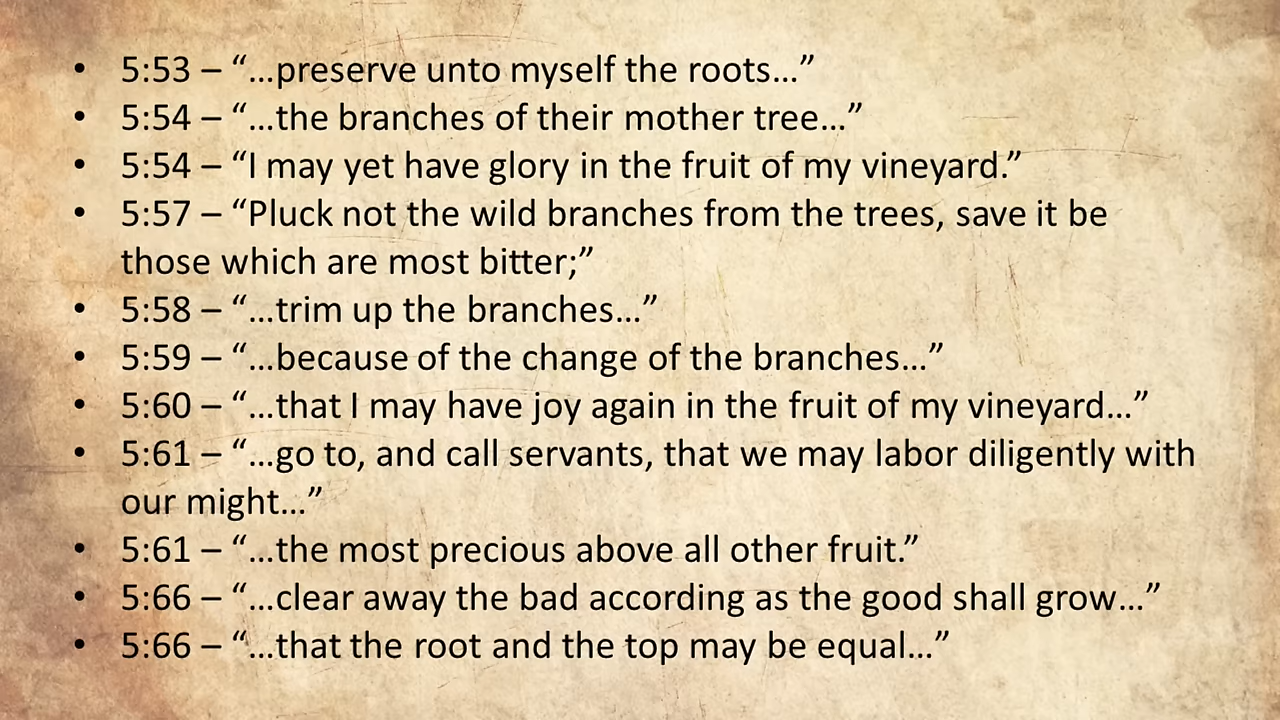 • 5:53 – “…preserve unto myself the roots…”
• 5:54 – “…the branches of their mother tree…”
• 5:54 – “I may yet have glory in the fruit of my vineyard.”
• 5:57 – “Pluck not the wild branches from the trees, save it be
those which are most bitter;”
• 5:58 – “…trim up the branches…”
• 5:59 – “…because of the change of the branches…”
• 5:60 – “…that I may have joy again in the fruit of my vineyard…”
• 5:61 – “…go to, and call servants, that we may labor diligently with
our might…”
• 5:61 – “…the most precious above all other fruit.”
• 5:66 – “…clear away the bad according as the good shall grow…”
• 5:66 – “…that the root and the top may be equal…”